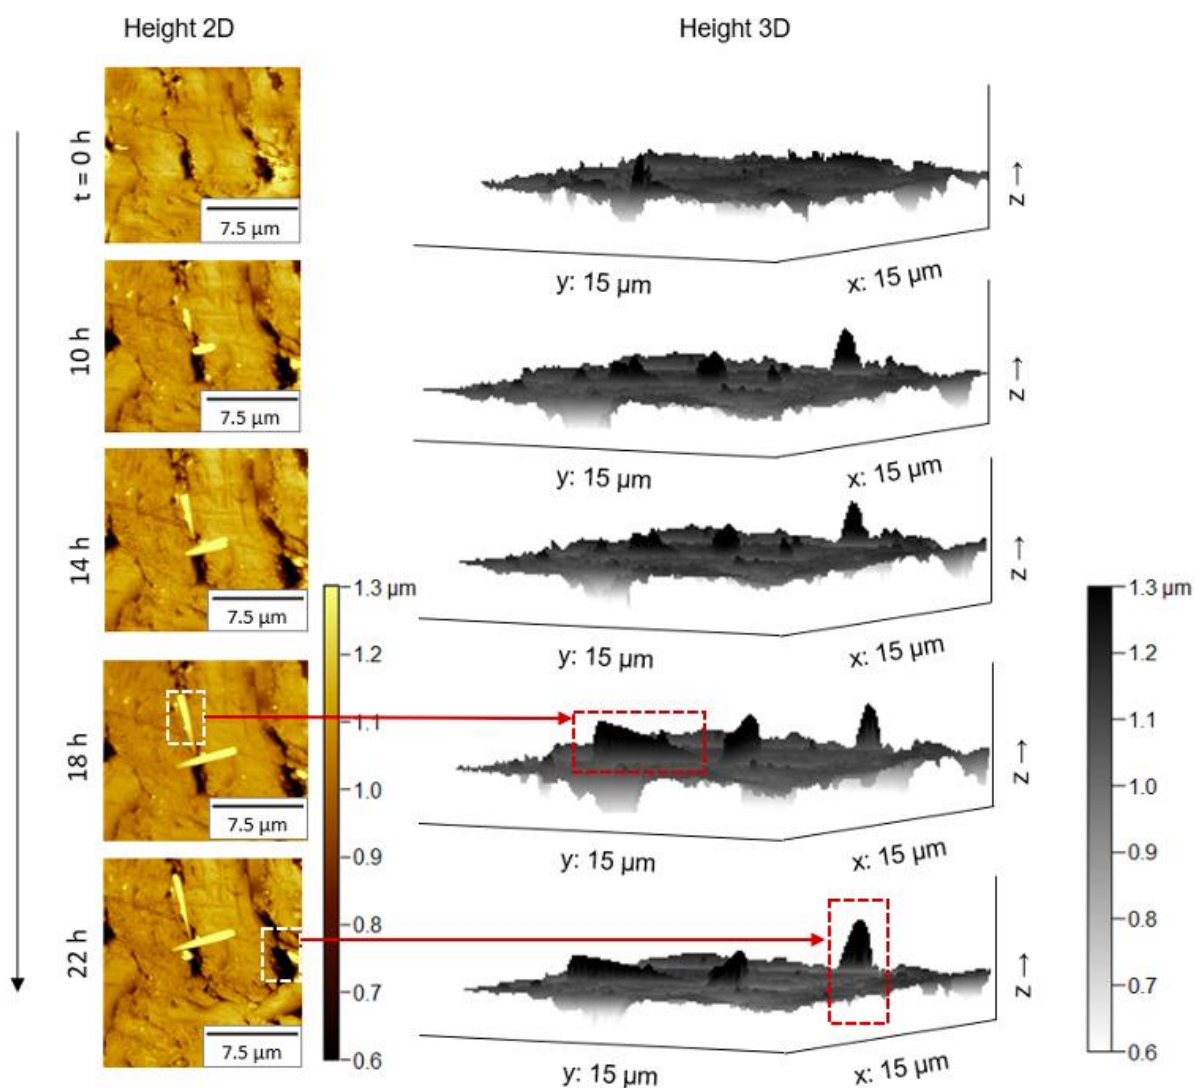 Height 2D
Height 3D
t = 0 h
7.5 µm
Z →
y: 15 µm
x: 15 µm
10 h
7.5 µm
Z →
y: 15 µm
x: 15 µm
14 h
7.5 µm
Z →
y: 15 µm
x: 15 µm
1.3 µm
1.2
1.1
1.0
0.9
0.8
0.7
0.6
18 h
7.5 µm
Z →
y: 15 µm
x: 15 µm
22 h
7.5 µm
Z →
y: 15 µm
x: 15 µm
1.3 µm
1.2
1.1
1.0
0.9
0.8
0.7
0.6